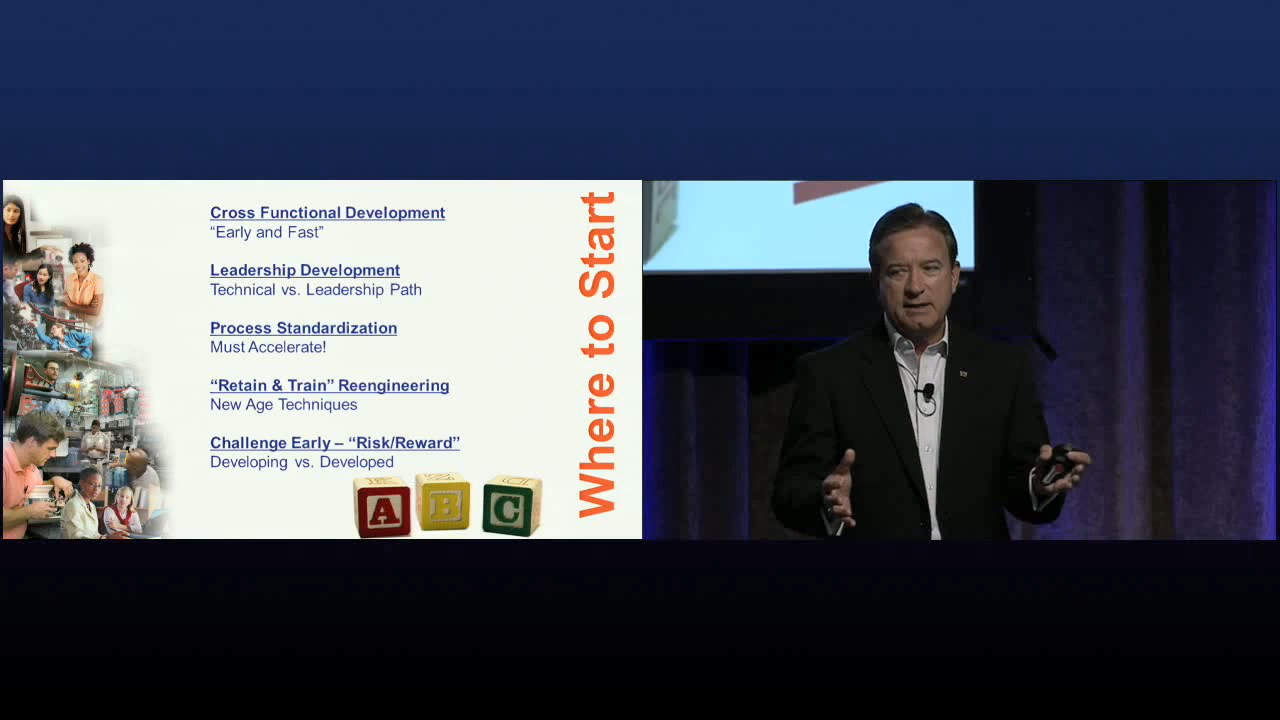 Cross Functional Development
“Early and Fast”
Leadership Development
Technical vs. Leadership Path
Process Standardization
Must Accelerate!
“Retain & Train” Reengineering
New Age Techniques
Challenge Early – “Risk/Reward”
Developing vs. Developed
A B C
Where to Start